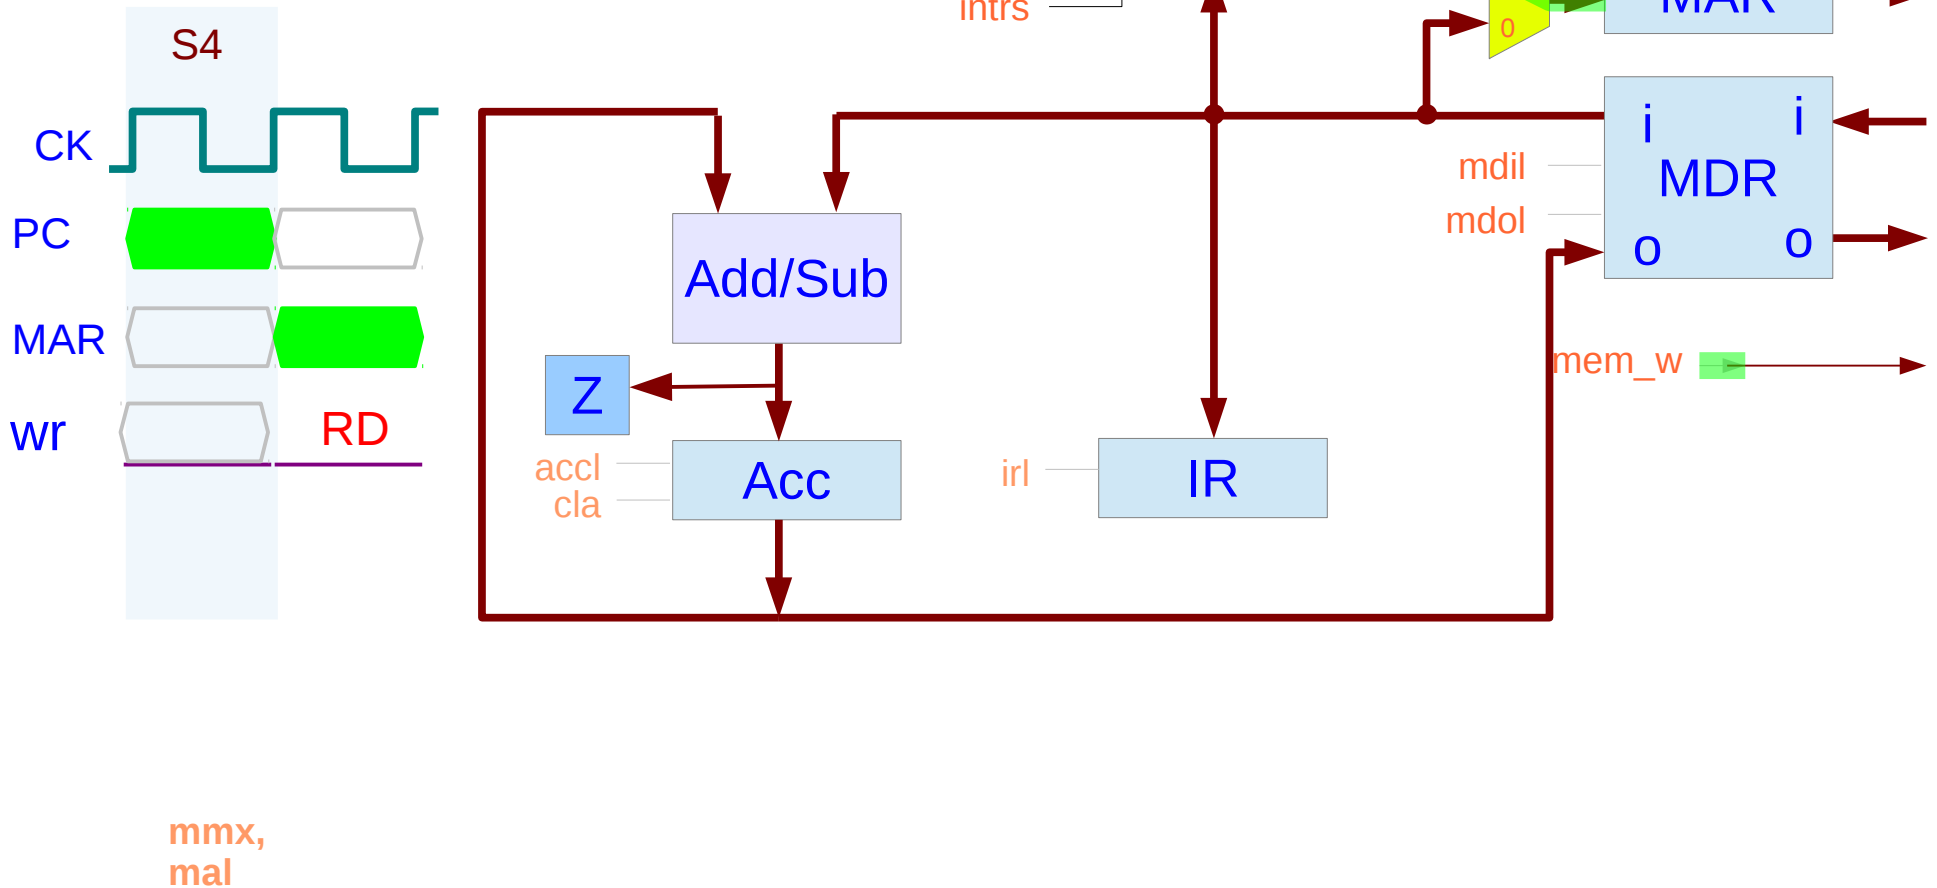 intrs
MAR
0
S4
CK
i
i
mdil
MDR
PC
mdol
o
o
Add/Sub
MAR
mem_w
Z
wr
RD
accl
Acc
irl
IR
cla
mmx,
mal